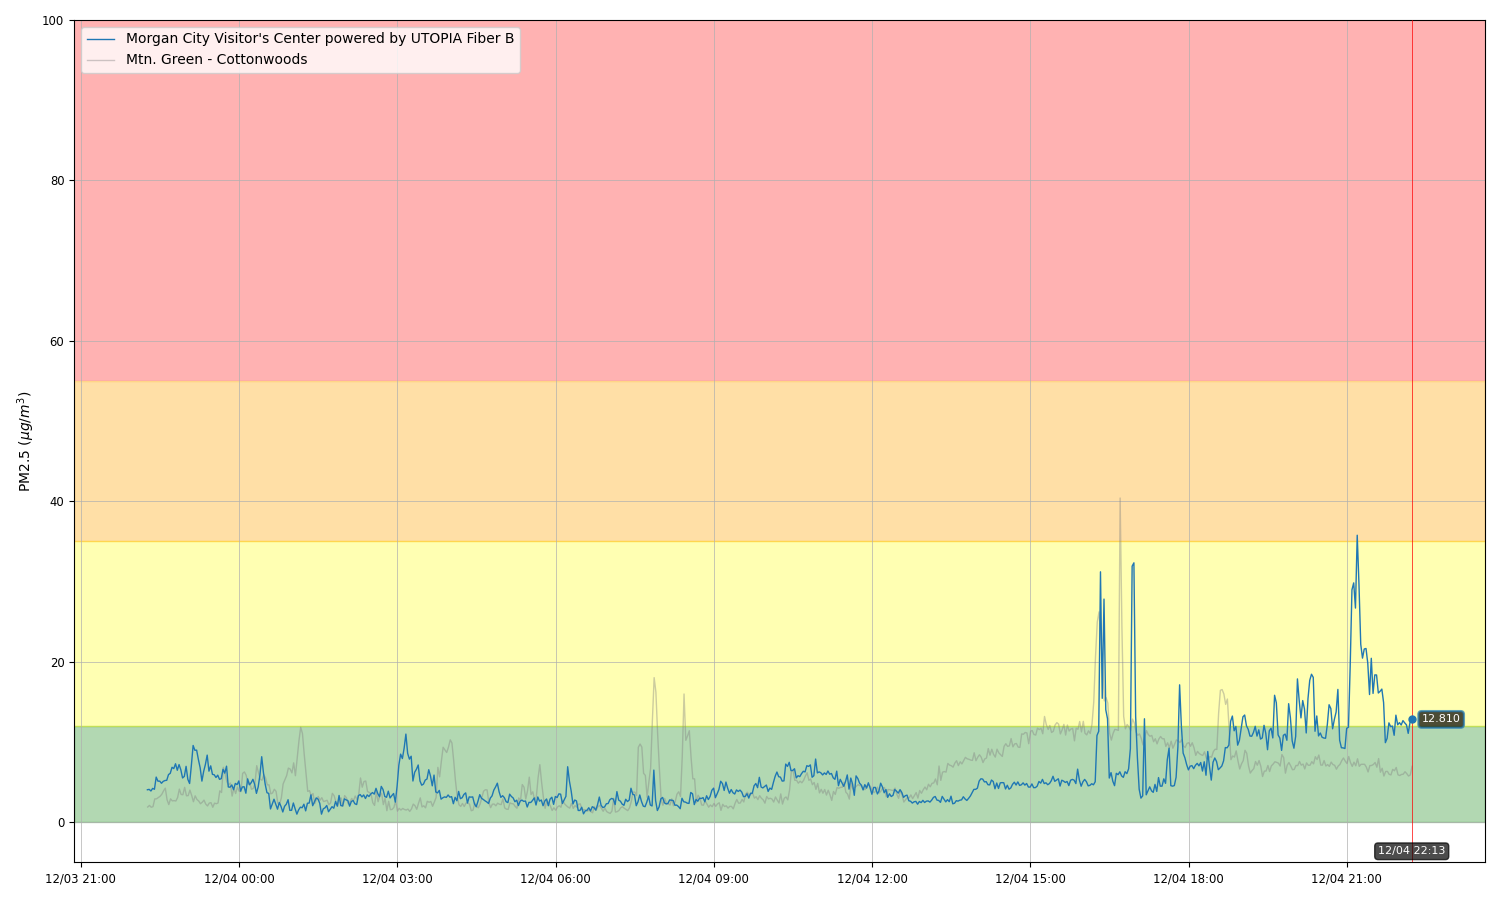 100
Morgan City Visitor's Center powered by UTOPIA Fiber B
Mtn. Green - Cottonwoods
80
60
PM2.5 (μg/m³)
40
20
12.810
0
12/04 22:13
12/03 21:00 12/04 00:00 12/04 03:00 12/04 06:00 12/04 09:00 12/04 12:00 12/04 15:00 12/04 18:00 12/04 21:00